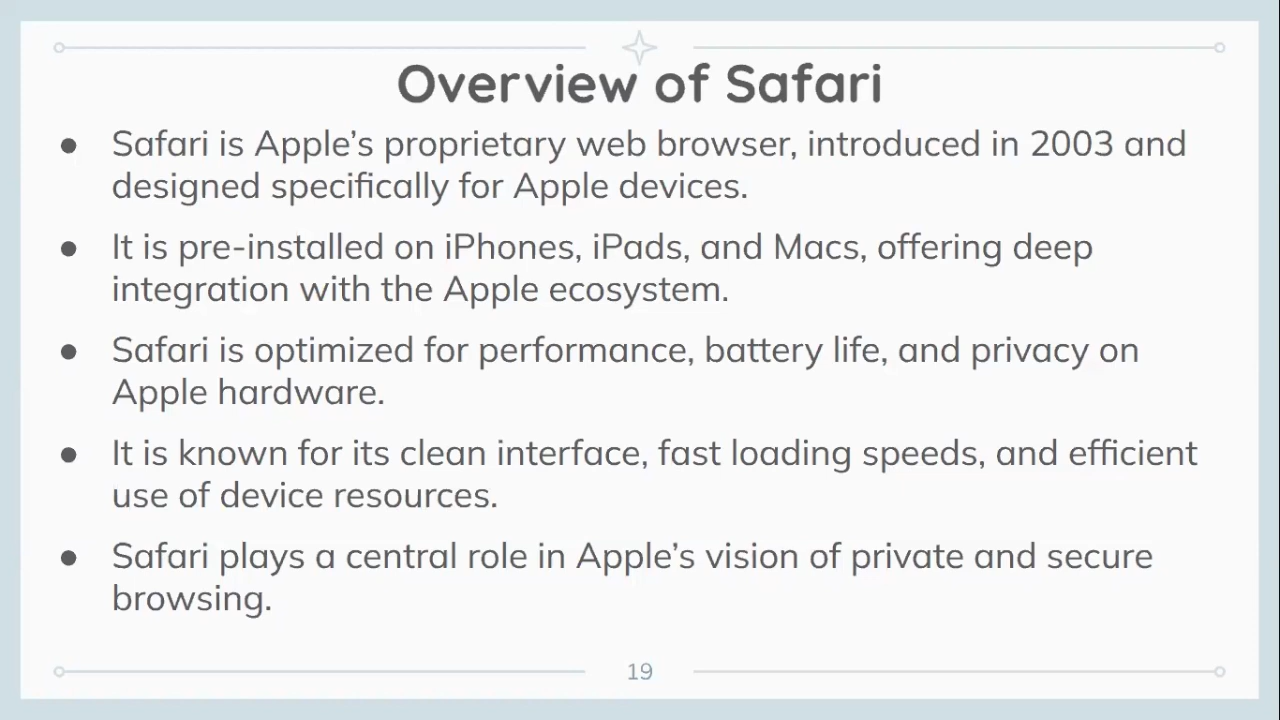 Overview of Safari
● Safari is Apple’s proprietary web browser, introduced in 2003 and
designed specifically for Apple devices.
● It is pre-installed on iPhones, iPads, and Macs, offering deep
integration with the Apple ecosystem.
● Safari is optimized for performance, battery life, and privacy on
Apple hardware.
● It is known for its clean interface, fast loading speeds, and efficient
use of device resources.
● Safari plays a central role in Apple’s vision of private and secure
browsing.
19